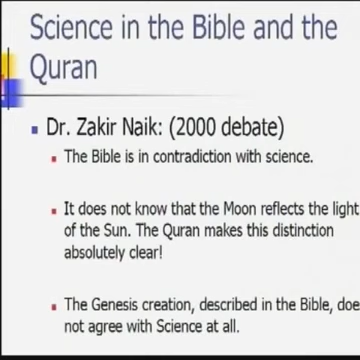 Science in the Bible and the
Quran
Dr. Zakir Naik: (2000 debate)
The Bible is in contradiction with science.
It does not know that the Moon reflects the light
of the Sun. The Quran makes this distinction
absolutely clear!
The Genesis creation, described in the Bible, doe
not agree with Science at all.